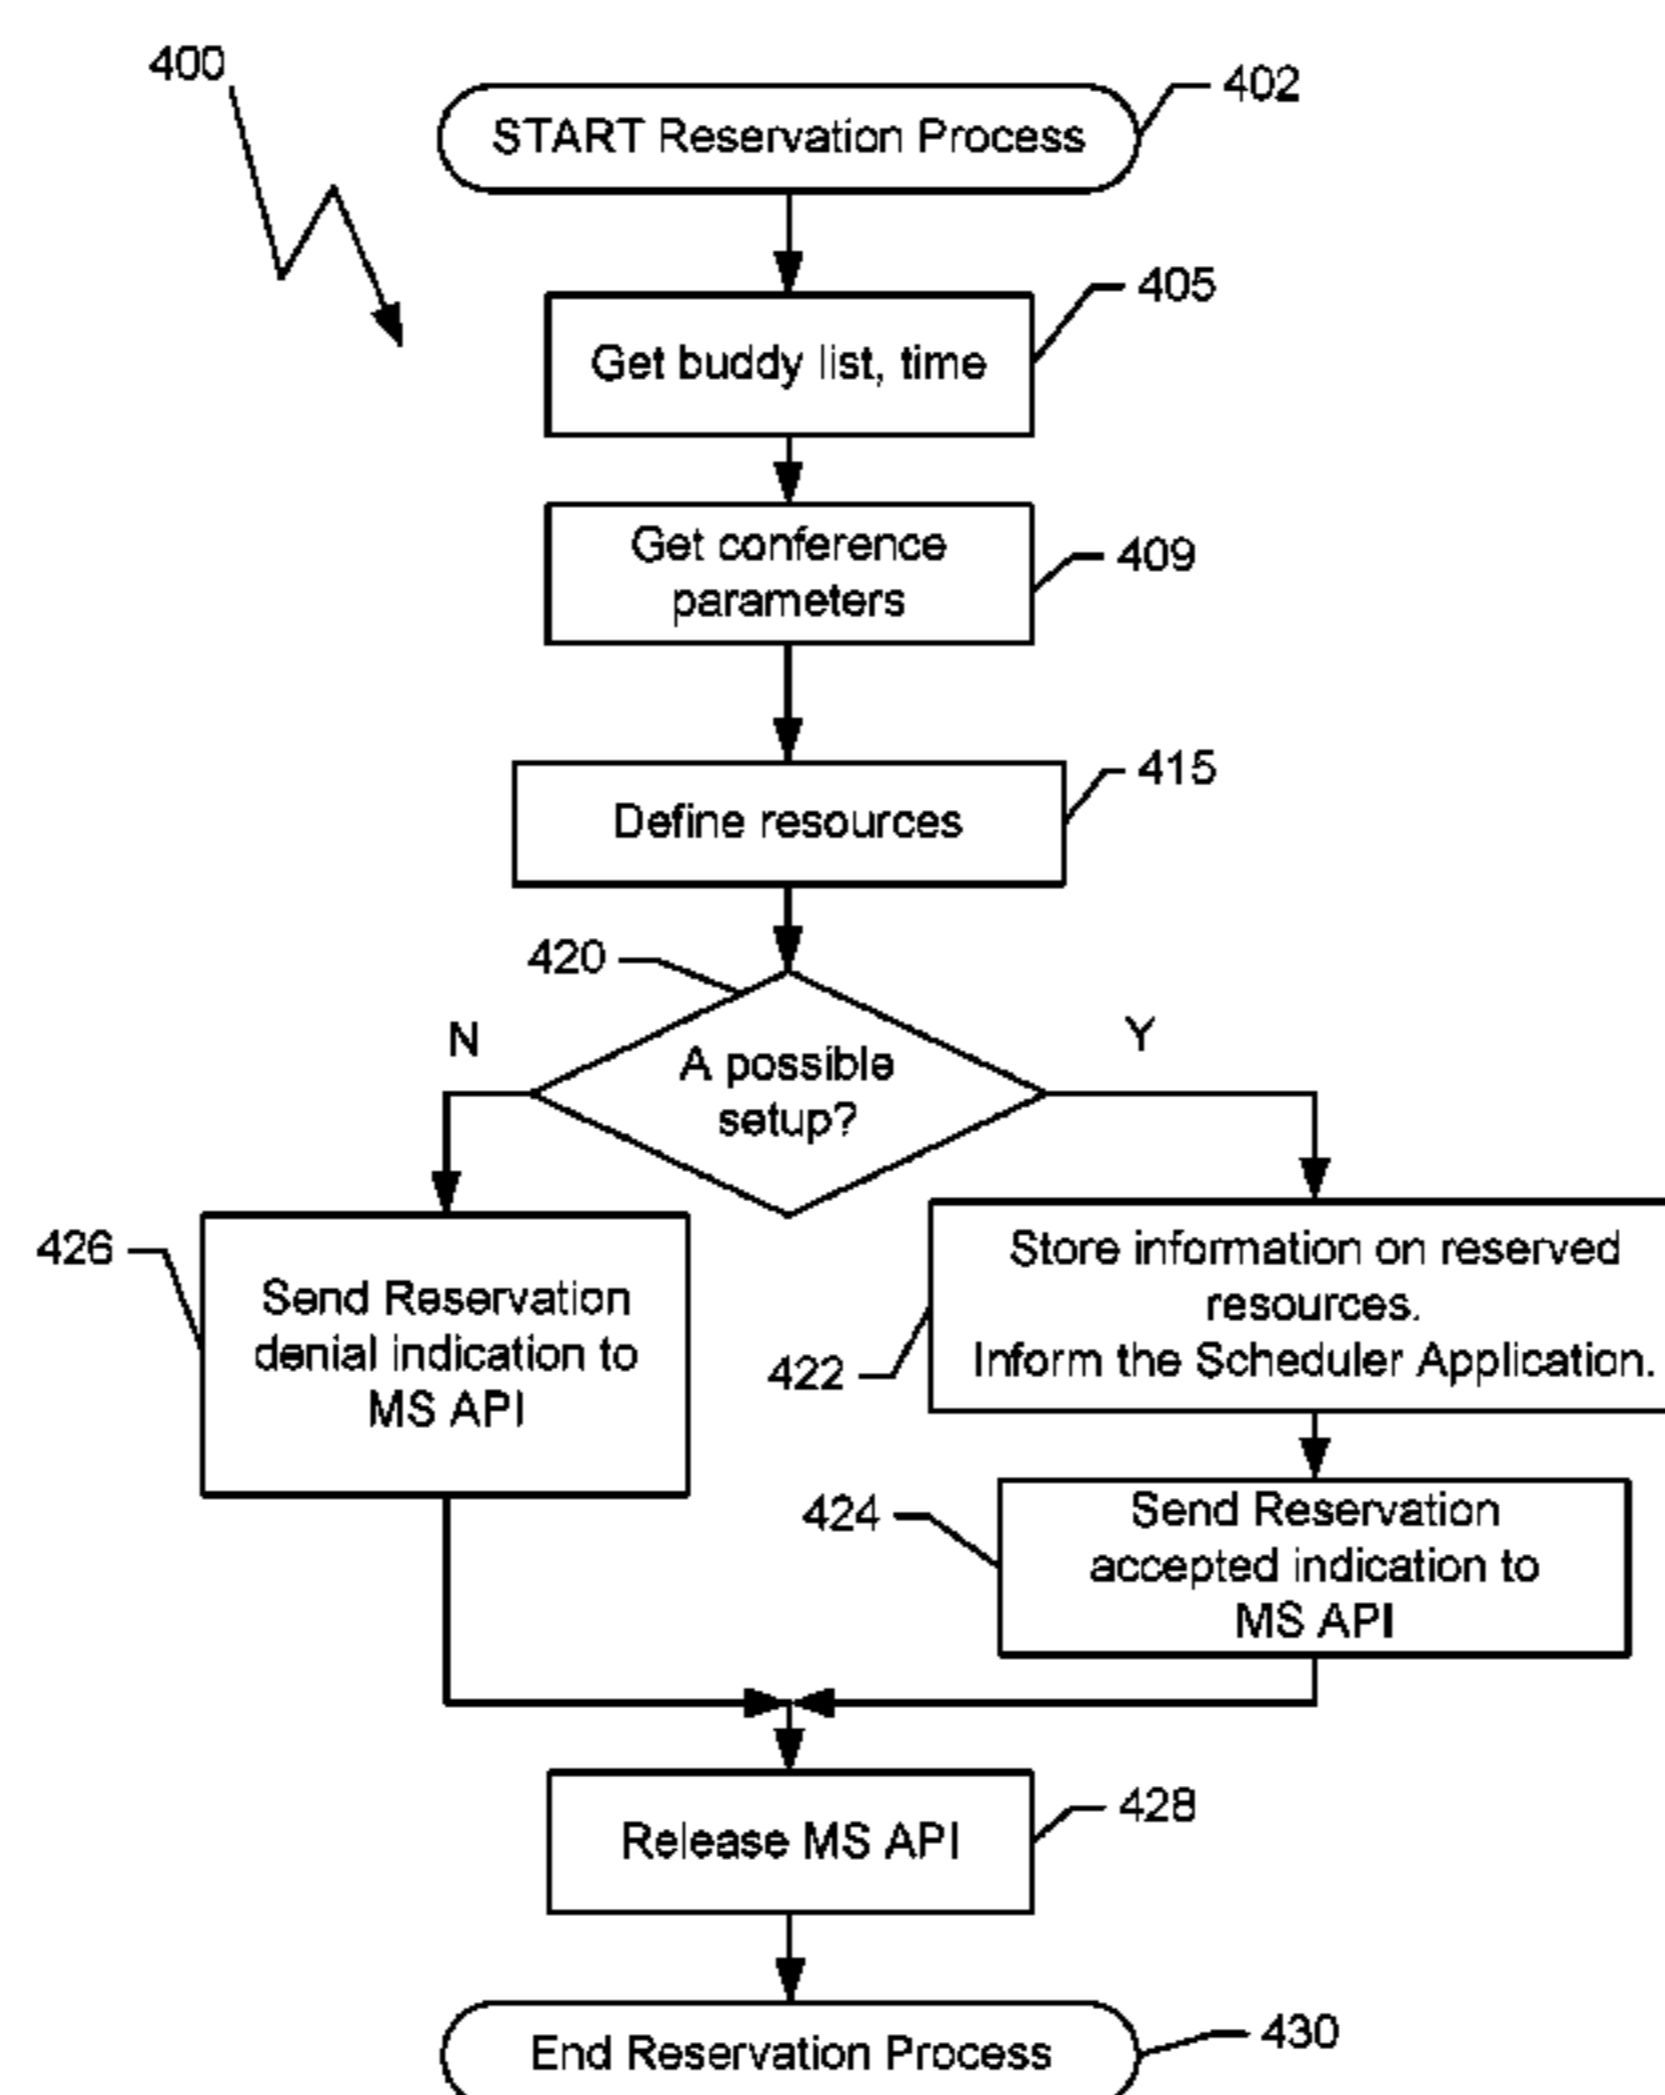 400
402
START Reservation Process
405
Get buddy list, time
Get conference
parameters
409
415
Define resources
420
N
Y
A possible
setup?
426
Send Reservation
denial indication to
MS API
Store information on reserved
resources.
Inform the Scheduler Application.
422
424
Send Reservation
accepted indication to
MS API
428
Release MS API
430
End Reservation Process